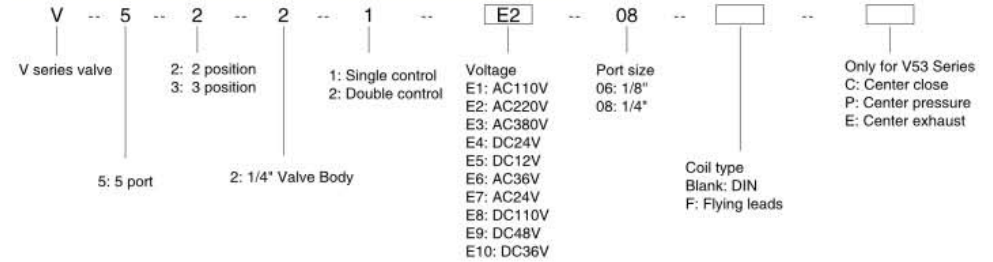 V -- 5 -- 2 -- 2 -- 1 -- E2 -- 08 -- --
V series valve
5: 5 port
2: 2 position
3: 3 position
2: 1/4" Valve Body
1: Single control
2: Double control
Voltage
E1: AC110V
E2: AC220V
E3: AC380V
E4: DC24V
E5: DC12V
E6: AC36V
E7: AC24V
E8: DC110V
E9: DC48V
E10: DC36V
Port size
06: 1/8"
08: 1/4"
Coil type
Blank: DIN
F: Flying leads
Only for V53 Series
C: Center close
P: Center pressure
E: Center exhaust